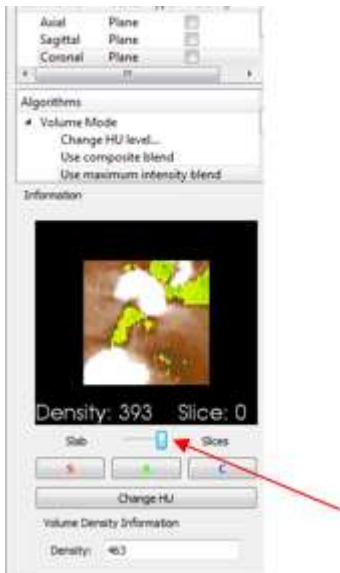 Axial Plane
Sagittal Plane
Coronal Plane
Algorithms
Volume Mode
Change HU level...
Use composite blend
Use maximum intensity blend
Information
Density: 393 Slice: 0
Slab Slices
S A C
Change HU
Volume Density Information
Density: 463